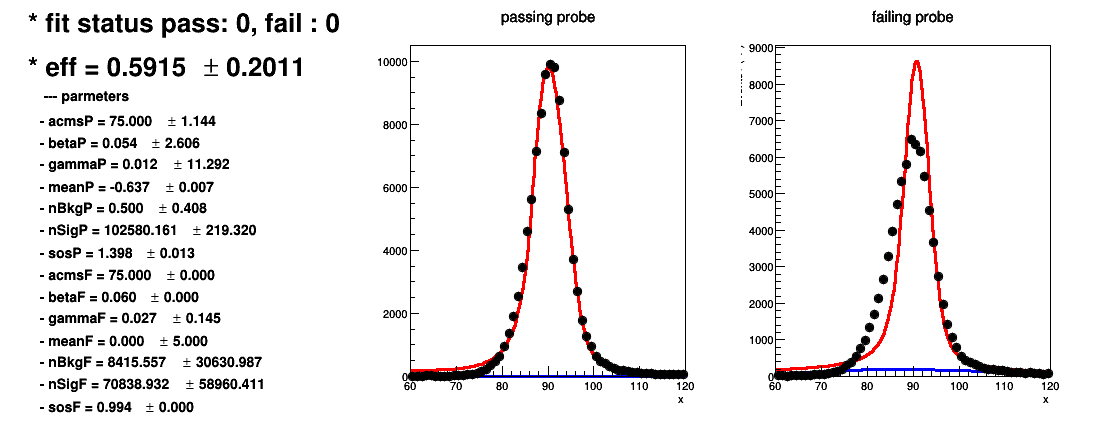 * fit status pass: 0, fail : 0
* eff = 0.5915 ± 0.2011
--- parmeters
- acmsP = 75.000 ± 1.144
- betaP = 0.054 ± 2.606
- gammaP = 0.012 ± 11.292
- meanP = -0.637 ± 0.007
- nBkgP = 0.500 ± 0.408
- nSigP = 102580.161 ± 219.320
- sosP = 1.398 ± 0.013
- acmsF = 75.000 ± 0.000
- betaF = 0.060 ± 0.000
- gammaF = 0.027 ± 0.145
- meanF = 0.000 ± 5.000
- nBkgF = 8415.557 ± 30630.987
- nSigF = 70838.932 ± 58960.411
- sosF = 0.994 ± 0.000
passing probe
10000
8000
6000
4000
2000
0
60 70 80 90 100 110 120
x
failing probe
9000
8000
7000
6000
5000
4000
3000
2000
1000
0
60 70 80 90 100 110 120
x